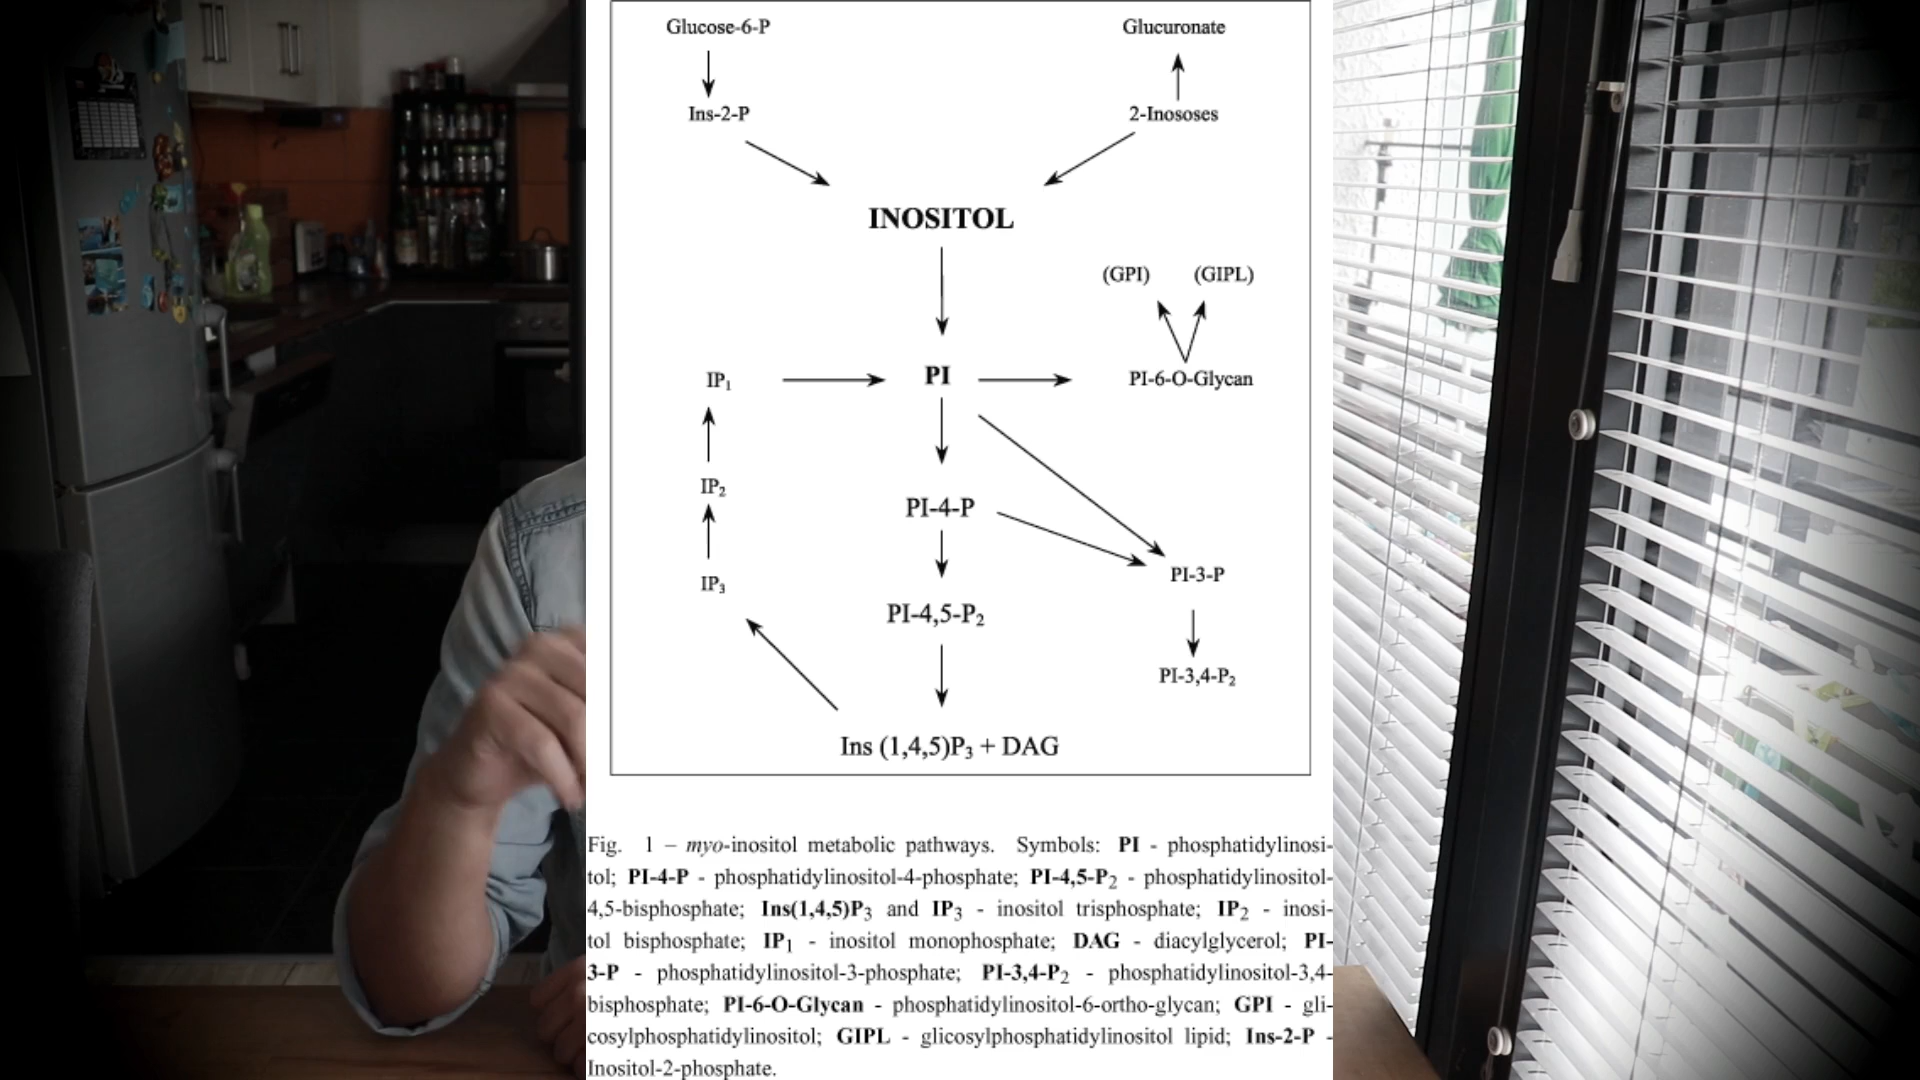 Glucose-6-P
Glucuronate
Ins-2-P
2-Inososes
INOSITOL
(GPI) (GIPL)
IP₁
PI
PI-6-O-Glycan
IP₂
PI-4-P
IP₃
PI-3-P
PI-4,5-P₂
PI-3,4-P₂
Ins (1,4,5)P₃ + DAG
Fig. 1 – myo-inositol metabolic pathways. Symbols: PI - phosphatidylinosi-
tol; PI-4-P - phosphatidylinositol-4-phosphate; PI-4,5-P₂ - phosphatidylinositol-
4,5-bisphosphate; Ins(1,4,5)P₃ and IP₃ - inositol trisphosphate; IP₂ - inosi-
tol bisphosphate; IP₁ - inositol monophosphate; DAG - diacylglycerol; PI-
3-P - phosphatidylinositol-3-phosphate; PI-3,4-P₂ - phosphatidylinositol-3,4-
bisphosphate; PI-6-O-Glycan - phosphatidylinositol-6-ortho-glycan; GPI - gli-
cosylphosphatidylinositol; GIPL - glicosylphosphatidylinositol lipid; Ins-2-P -
Inositol-2-phosphate.